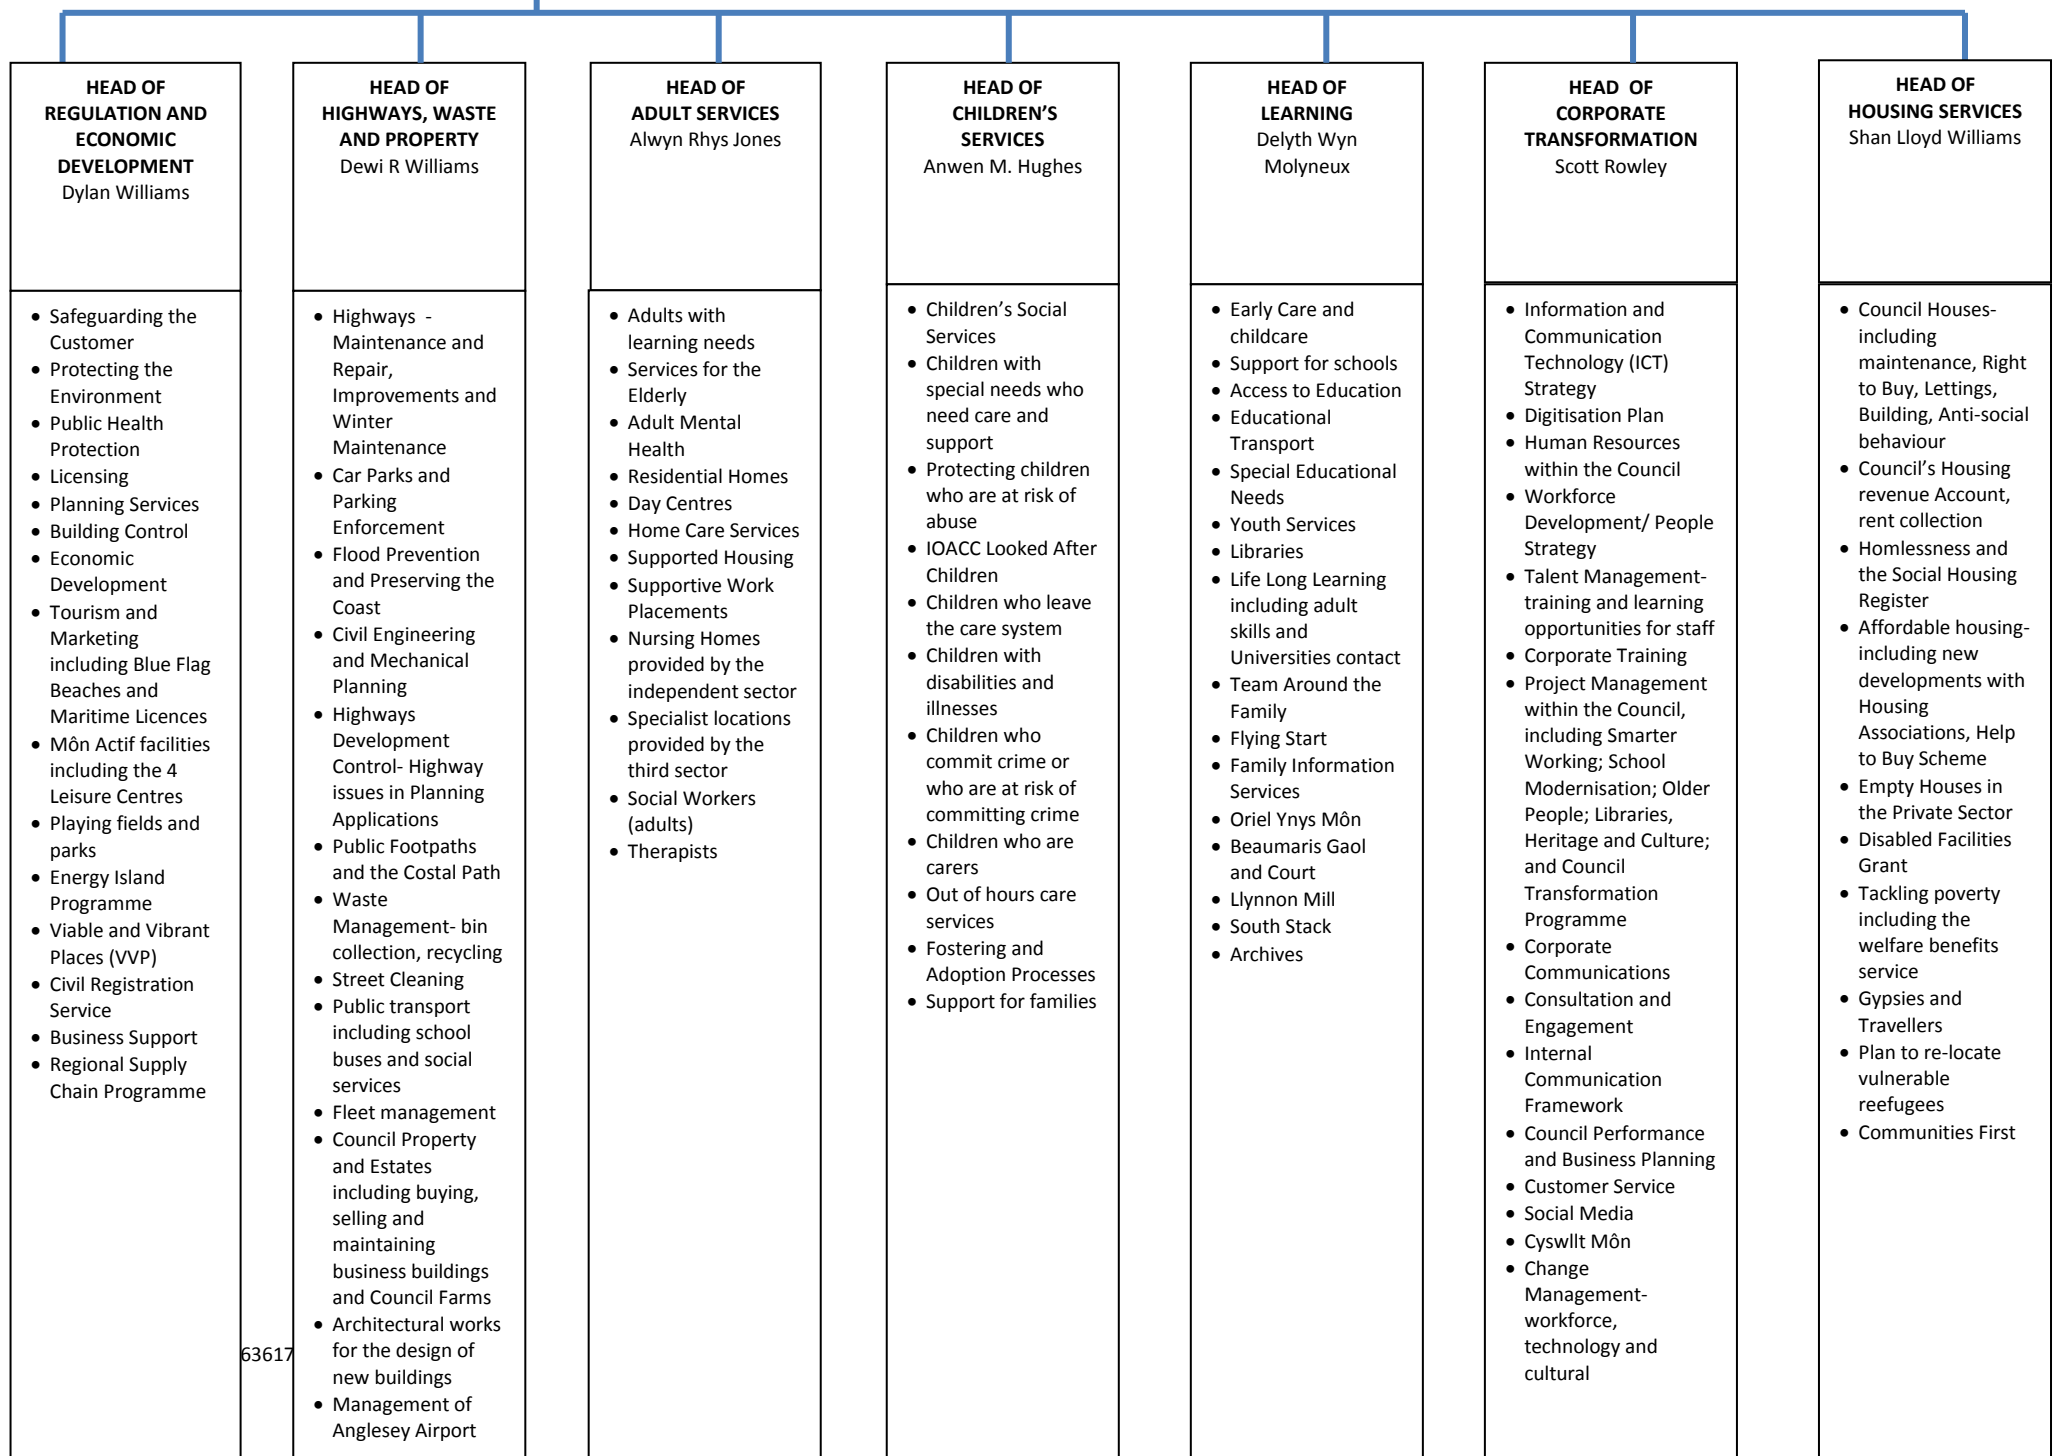 HEAD OF
REGULATION AND
ECONOMIC
DEVELOPMENT
Dylan Williams
• Safeguarding the
Customer
• Protecting the
Environment
• Public Health
Protection
• Licensing
• Planning Services
• Building Control
• Economic
Development
• Tourism and
Marketing
including Blue Flag
Beaches and
Maritime Licences
• Môn Actif facilities
including the 4
Leisure Centres
• Playing fields and
parks
• Energy Island
Programme
• Viable and Vibrant
Places (VVP)
• Civil Registration
Service
• Business Support
• Regional Supply
Chain Programme
63617
HEAD OF
HIGHWAYS, WASTE
AND PROPERTY
Dewi R Williams
• Highways -
Maintenance and
Repair,
Improvements and
Winter
Maintenance
• Car Parks and
Parking
Enforcement
• Flood Prevention
and Preserving the
Coast
• Civil Engineering
and Mechanical
Planning
• Highways
Development
Control- Highway
issues in Planning
Applications
• Public Footpaths
and the Costal Path
• Waste
Management- bin
collection, recycling
• Street Cleaning
• Public transport
including school
buses and social
services
• Fleet management
• Council Property
and Estates
including buying,
selling and
maintaining
business buildings
and Council Farms
• Architectural works
for the design of
new buildings
• Management of
Anglesey Airport
HEAD OF
ADULT SERVICES
Alwyn Rhys Jones
• Adults with
learning needs
• Services for the
Elderly
• Adult Mental
Health
• Residential Homes
• Day Centres
• Home Care Services
• Supported Housing
• Supportive Work
Placements
• Nursing Homes
provided by the
independent sector
• Specialist locations
provided by the
third sector
• Social Workers
(adults)
• Therapists
HEAD OF
CHILDREN’S
SERVICES
Anwen M. Hughes
• Children’s Social
Services
• Children with
special needs who
need care and
support
• Protecting children
who are at risk of
abuse
• IOACC Looked After
Children
• Children who leave
the care system
• Children with
disabilities and
illnesses
• Children who
commit crime or
who are at risk of
committing crime
• Children who are
carers
• Out of hours care
services
• Fostering and
Adoption Processes
• Support for families
HEAD OF
LEARNING
Delyth Wyn
Molyneux
• Early Care and
childcare
• Support for schools
• Access to Education
• Educational
Transport
• Special Educational
Needs
• Youth Services
• Libraries
• Life Long Learning
including adult
skills and
Universities contact
• Team Around the
Family
• Flying Start
• Family Information
Services
• Oriel Ynys Môn
• Beaumaris Gaol
and Court
• Llynnon Mill
• South Stack
• Archives
HEAD OF
CORPORATE
TRANSFORMATION
Scott Rowley
• Information and
Communication
Technology (ICT)
Strategy
• Digitisation Plan
• Human Resources
within the Council
• Workforce
Development/ People
Strategy
• Talent Management-
training and learning
opportunities for staff
• Corporate Training
• Project Management
within the Council,
including Smarter
Working; School
Modernisation; Older
People; Libraries,
Heritage and Culture;
and Council
Transformation
Programme
• Corporate
Communications
• Consultation and
Engagement
• Internal
Communication
Framework
• Council Performance
and Business Planning
• Customer Service
• Social Media
• Cyswllt Môn
• Change
Management-
workforce,
technology and
cultural
HEAD OF
HOUSING SERVICES
Shan Lloyd Williams
• Council Houses-
including
maintenance, Right
to Buy, Lettings,
Building, Anti-social
behaviour
• Council’s Housing
revenue Account,
rent collection
• Homlessness and
the Social Housing
Register
• Affordable housing-
including new
developments with
Housing
Associations, Help
to Buy Scheme
• Empty Houses in
the Private Sector
• Disabled Facilities
Grant
• Tackling poverty
including the
welfare benefits
service
• Gypsies and
Travellers
• Plan to re-locate
vulnerable
reefugees
• Communities First